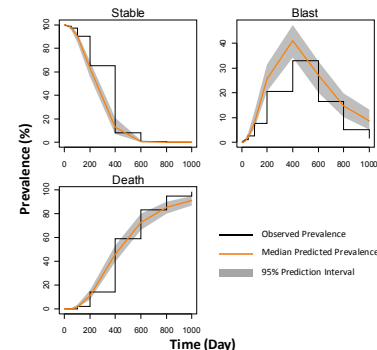 Stable
Blast
100
80
60
40
20
0
0 200 400 600 800 1000
40
30
20
10
0
0 200 400 600 800 1000
Death
100
80
60
40
20
0
0 200 400 600 800 1000
Prevalence (%)
Time (Day)
Observed Prevalence
Median Predicted Prevalence
95% Prediction Interval